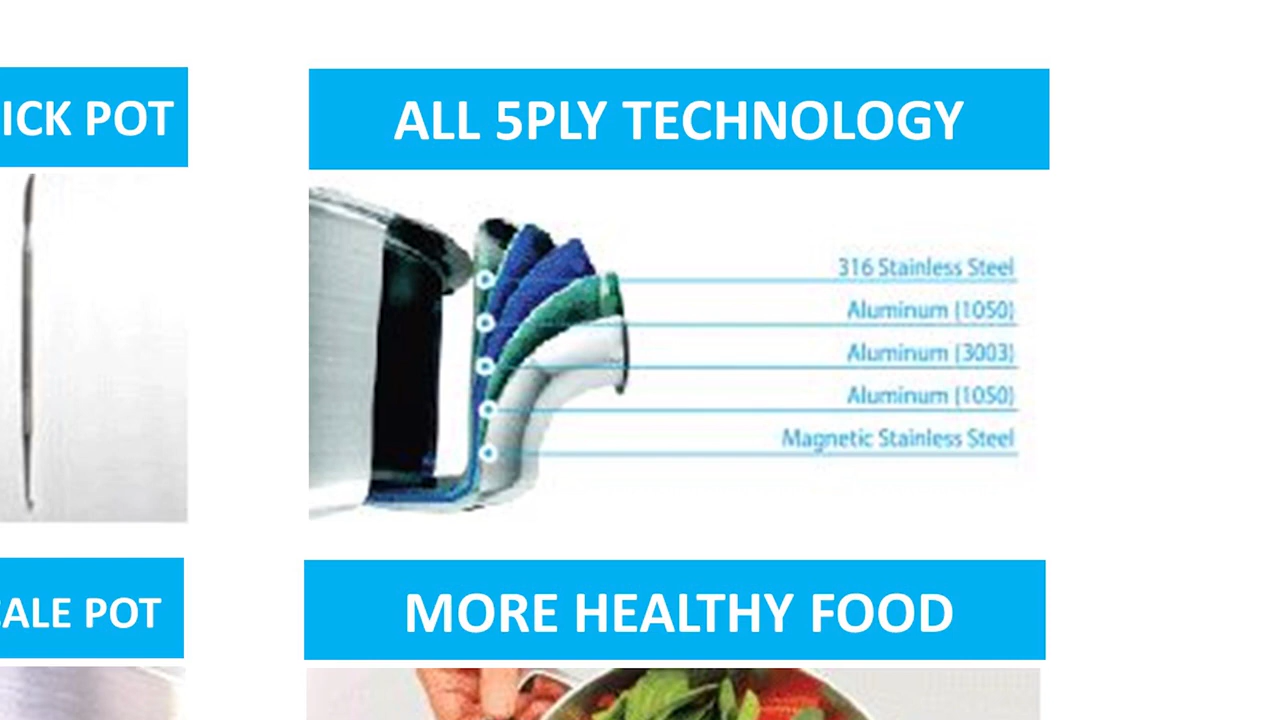 ICK POT
ALL 5PLY TECHNOLOGY
316 Stainless Steel
Aluminum (1050)
Aluminum (3003)
Aluminum (1050)
Magnetic Stainless Steel
ALE POT
MORE HEALTHY FOOD